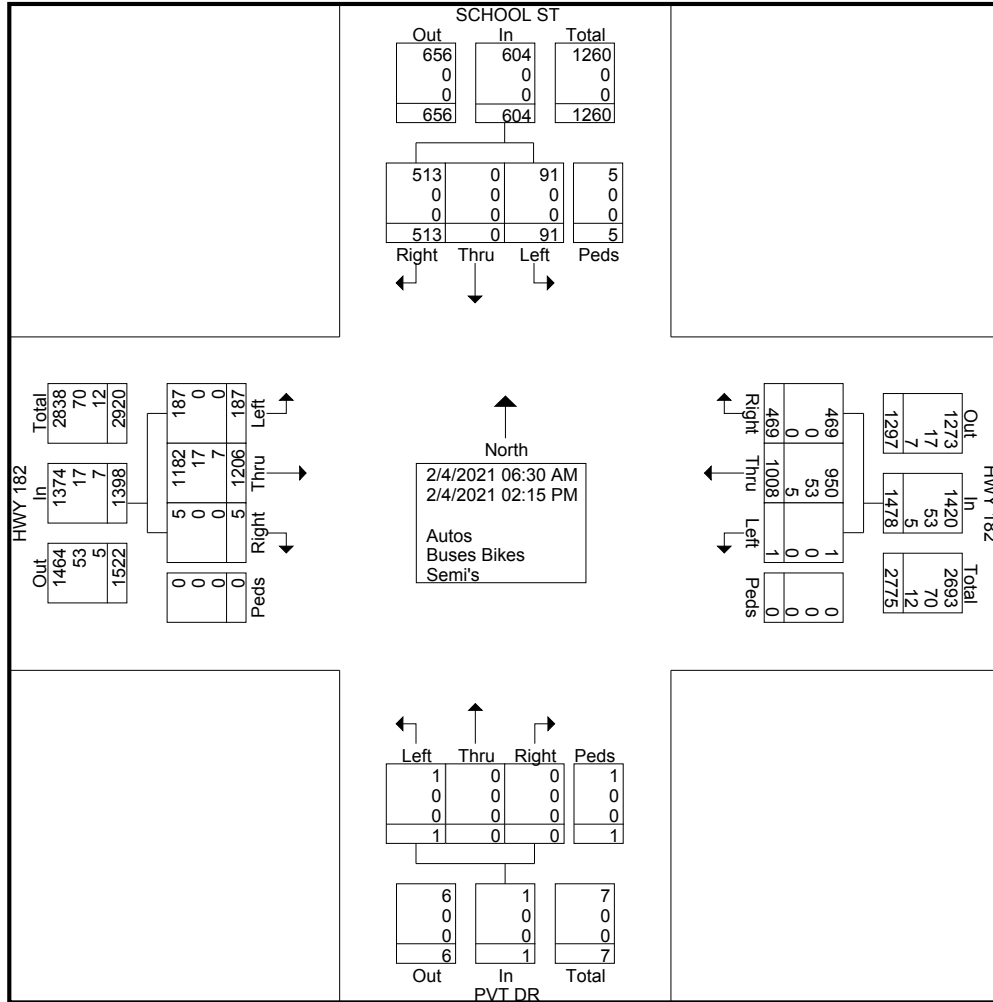 SCHOOL ST
Out In Total
656 604 1260
0 0 0
0 0 0
656 604 1260
513 0 91 5
0 0 0 0
0 0 0 0
513 0 91 5
Right Thru Left Peds
HWY 182
Total
2838
70
12
2920
In
1374
17
7
1398
Out
1464
53
5
1522
Left
187
0
0
187
Thru
1182
17
7
1206
Right
5
0
0
5
Peds
0
0
0
0
North
2/4/2021 06:30 AM
2/4/2021 02:15 PM
Autos
Buses Bikes
Semi's
Right
469
0
0
469
Thru
950
53
5
1008
Left
1
0
0
1
Peds
0
0
0
0
HWY 182
Out
1273
17
7
1297
In
1420
53
5
1478
Total
2693
70
12
2775
Left Thru Right Peds
1 0 0 1
0 0 0 0
0 0 0 0
1 0 0 1
6 1 7
0 0 0
0 0 0
6 1 7
Out In Total
PVT DR